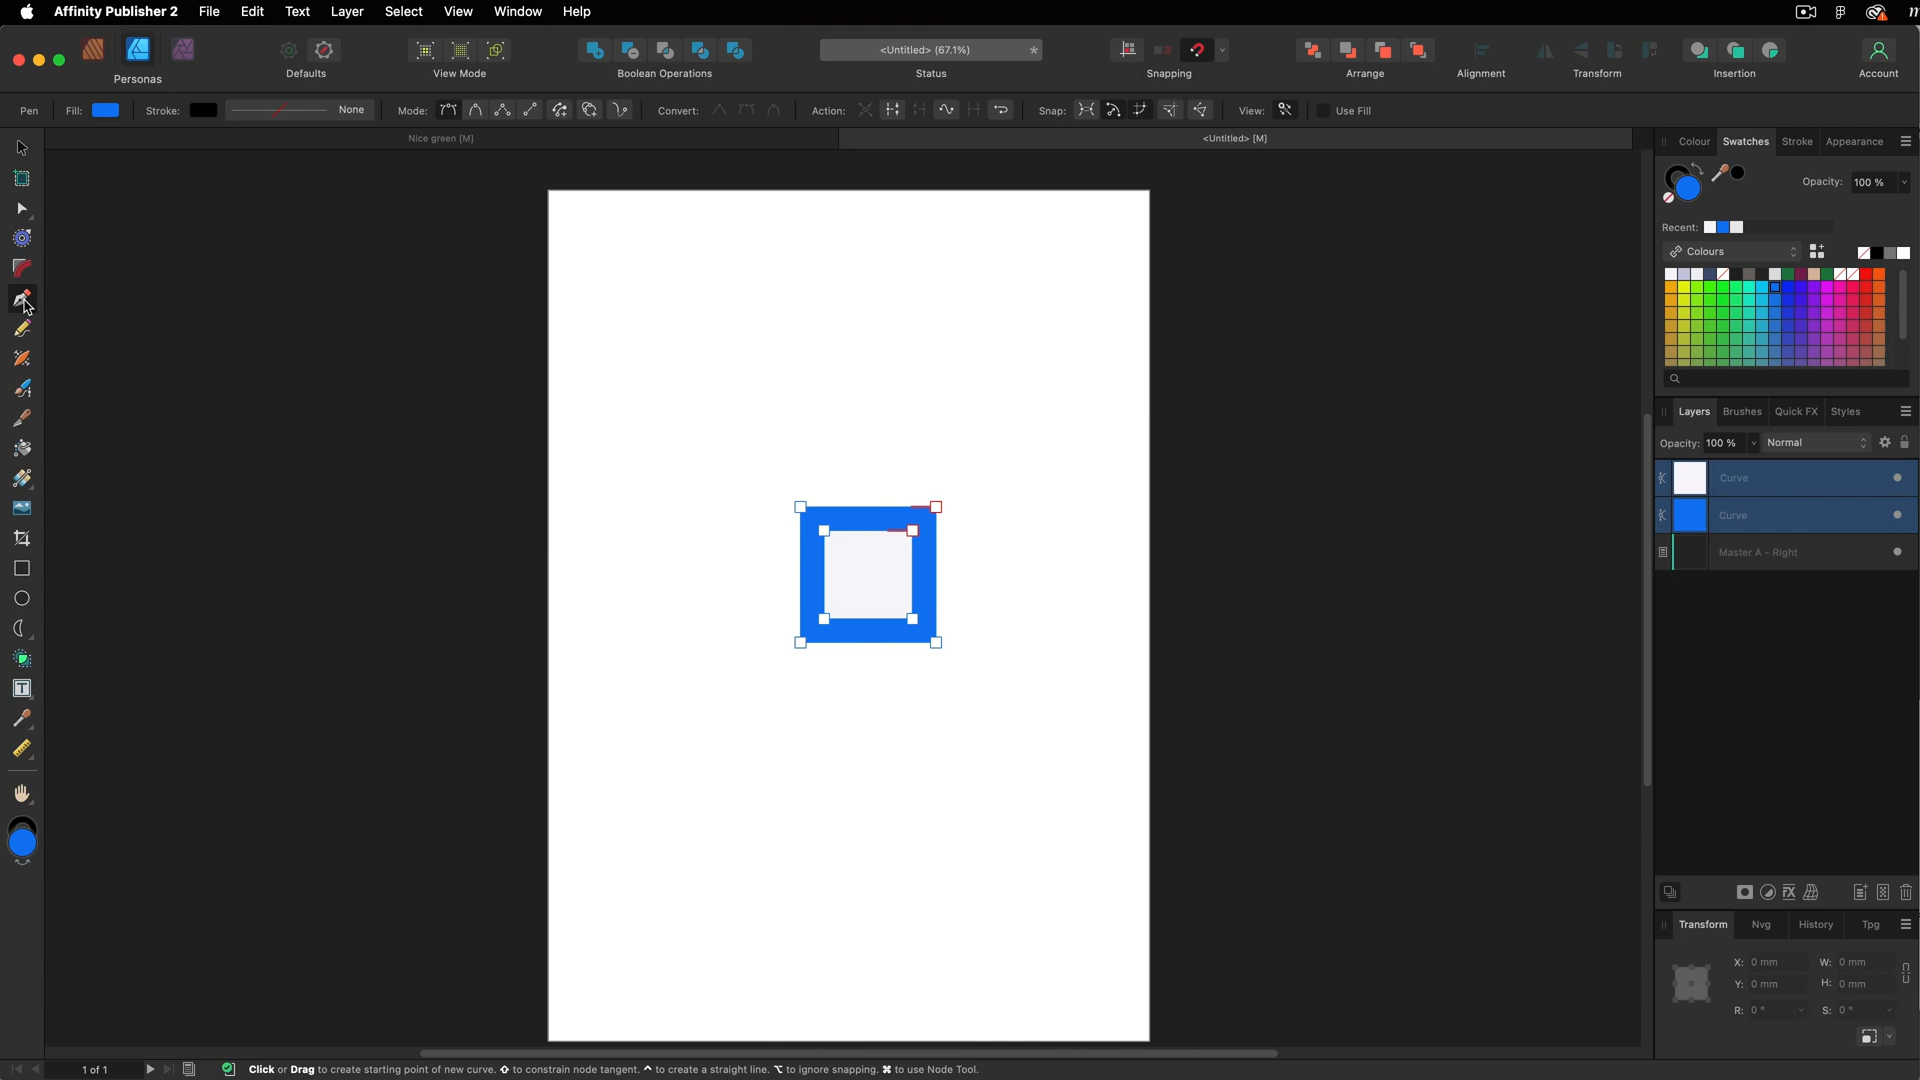 Affinity Publisher 2 File Edit Text Layer Select View Window Help
<Untitled> (67.1%) *
Personas Defaults View Mode Boolean Operations Status Snapping Arrange Alignment Transform Insertion Account
Pen Fill: Stroke: None Mode: Convert: Action: Snap: View: Use Fill
Nice green [M] <Untitled> [M]
Colour Swatches Stroke Appearance
Opacity: 100 %
Recent:
Colours
Layers Brushes Quick FX Styles
Opacity: 100 % Normal
Curve
Curve
Master A - Right
Transform Nvg History Tpg
X: 0 mm W: 0 mm
Y: 0 mm H: 0 mm
R: 0 ° S: 0 °
1 of 1 Click or Drag to create starting point of new curve. to constrain node tangent. ^ to create a straight line. ⌥ to ignore snapping. ⌘ to use Node Tool.